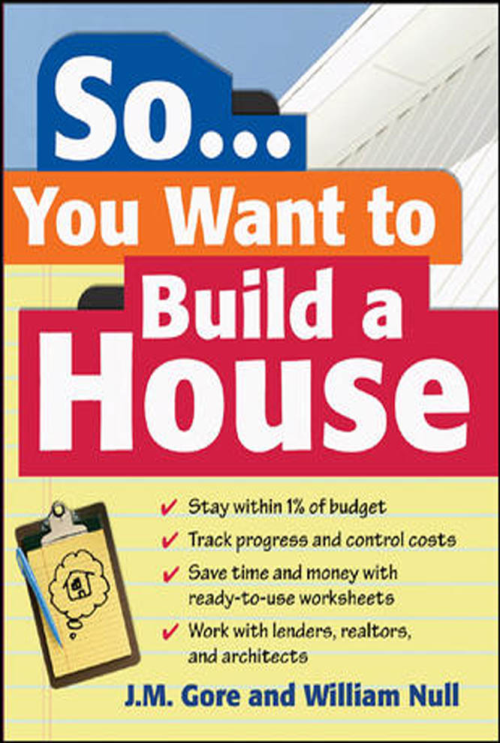 So...
You Want to
Build a
House
✔ Stay within 1% of budget
✔ Track progress and control costs
✔ Save time and money with
ready-to-use worksheets
✔ Work with lenders, realtors,
and architects
J.M. Gore and William Null